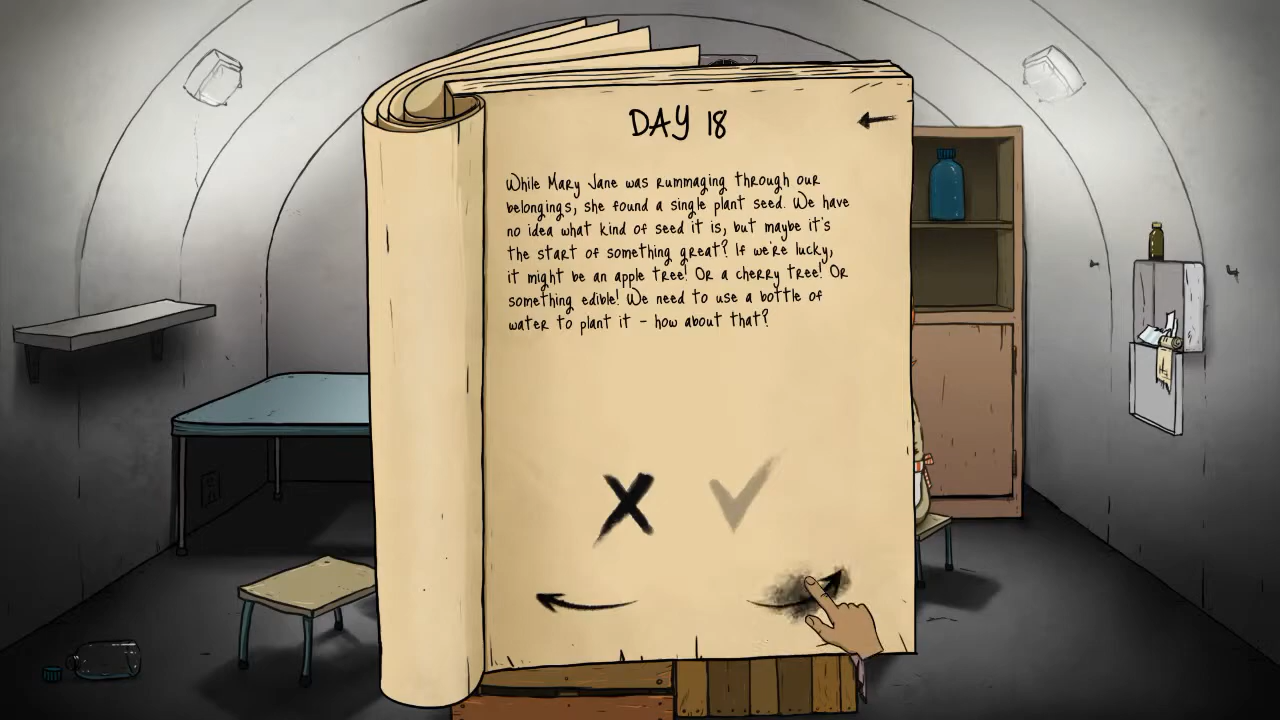 DAY 18
While Mary Jane was rummaging through our
belongings, she found a single plant seed. We have
no idea what kind of seed it is, but maybe it's
the start of something great? If we're lucky,
it might be an apple tree! Or a cherry tree! Or
something edible! We need to use a bottle of
water to plant it - how about that?